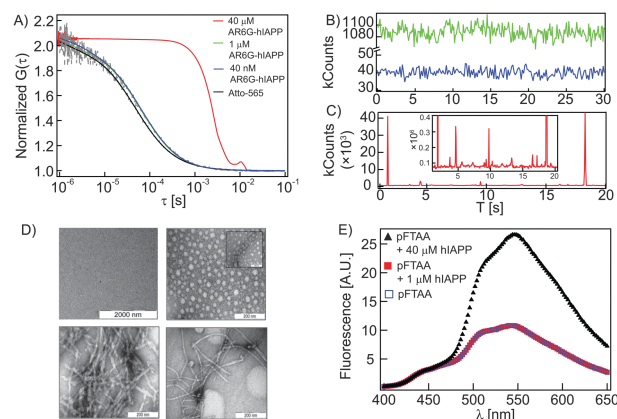 A)
Normalized G(τ)
2.2
2.0
1.8
1.6
1.4
1.2
1.0
40 μM
AR6G-hIAPP
1 μM
AR6G-hIAPP
40 nM
AR6G-hIAPP
Atto-565
10⁻⁶ 10⁻⁵ 10⁻⁴ 10⁻³ 10⁻² 10⁻¹
τ [s]
B)
kCounts
1100
1080
50
40
30
0 5 10 15 20 25 30
C)
kCounts
(×10³)
40
30
20
10
0
0.4
0.3
0.2
0.1
5 10 15 20
0 5 10 15 20
T [s]
D)
2000 nm
200 nm
200 nm
200 nm
E)
Fluorescence [A.U.]
25
20
15
10
5
pFTAA
+ 40 μM hIAPP
pFTAA
+ 1 μM hIAPP
pFTAA
400 450 500 550 600 650
λ [nm]